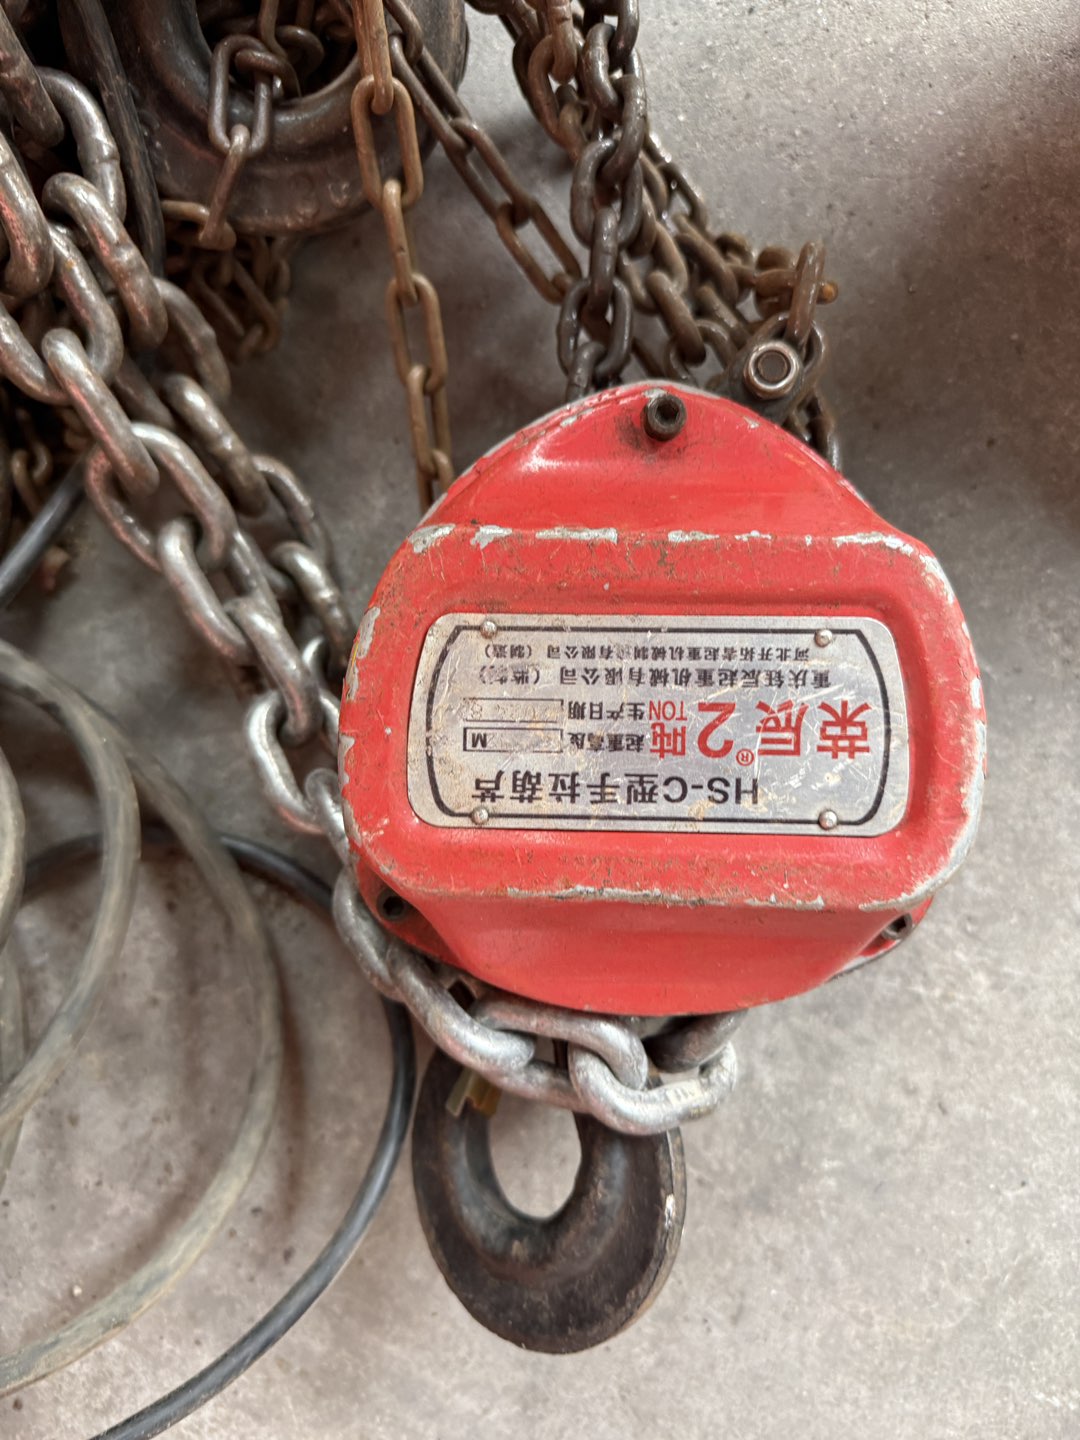 HS-C型手拉葫芦
荣辰® 2 吨 TON
起重高度 M
生产日期
重庆钰辰起重机械有限公司（监制）
河北开拓者起重机械制造有限公司（制造）